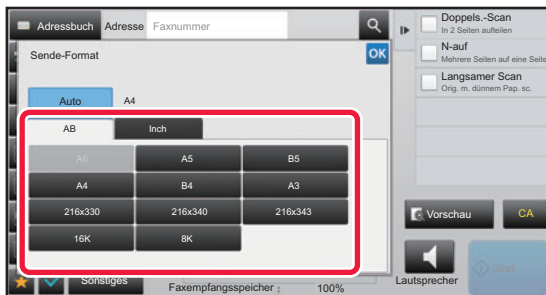 Adressbuch Adresse Faxnummer
Sende-Format OK
Auto A4
AB Inch
A6 A5 B5
A4 B4 A3
216x330 216x340 216x343
16K 8K
Sonstiges
Faxempfangsspeicher : 100%
Doppels.-Scan
In 2 Seiten aufteilen
N-auf
Mehrere Seiten auf eine Seite
Langsamer Scan
Orig. m. dünnem Pap. sc.
Vorschau CA
Lautsprecher Start